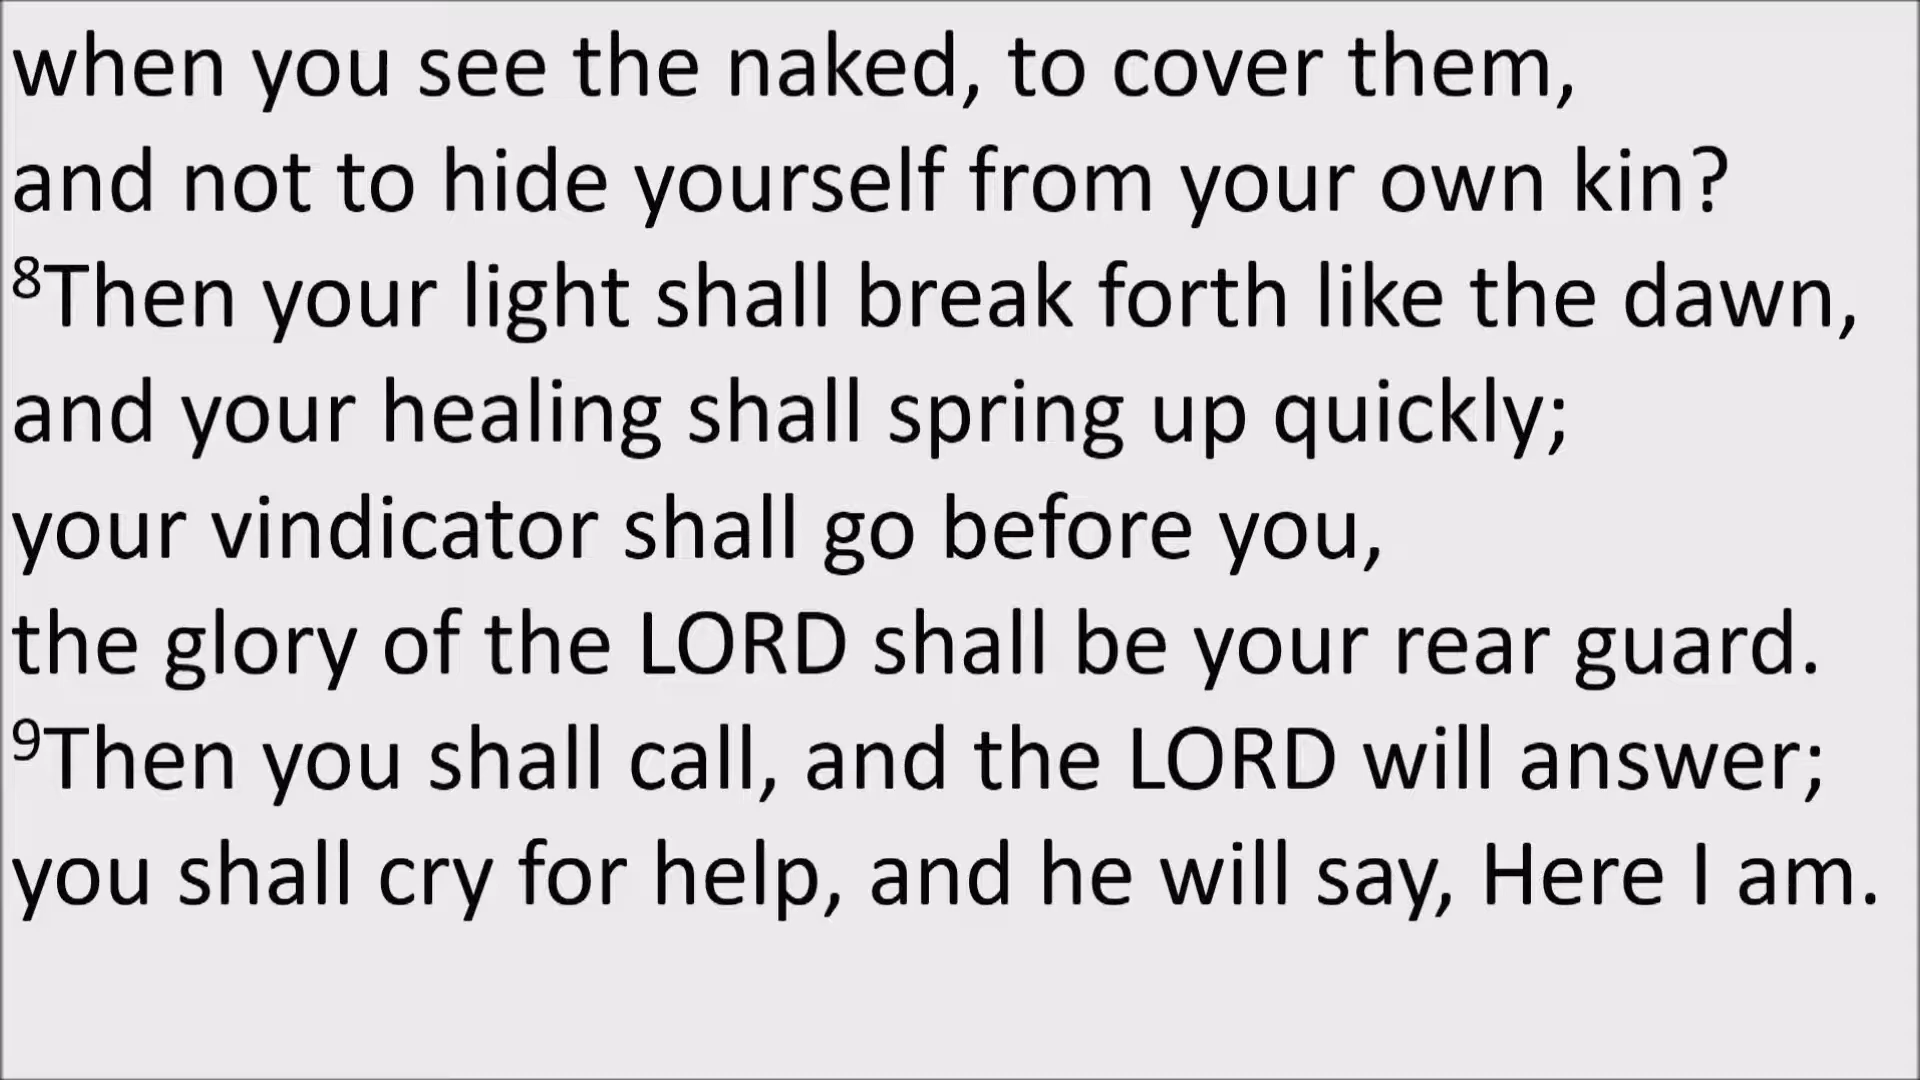 when you see the naked, to cover them,
and not to hide yourself from your own kin?
⁸Then your light shall break forth like the dawn,
and your healing shall spring up quickly;
your vindicator shall go before you,
the glory of the LORD shall be your rear guard.
⁹Then you shall call, and the LORD will answer;
you shall cry for help, and he will say, Here I am.